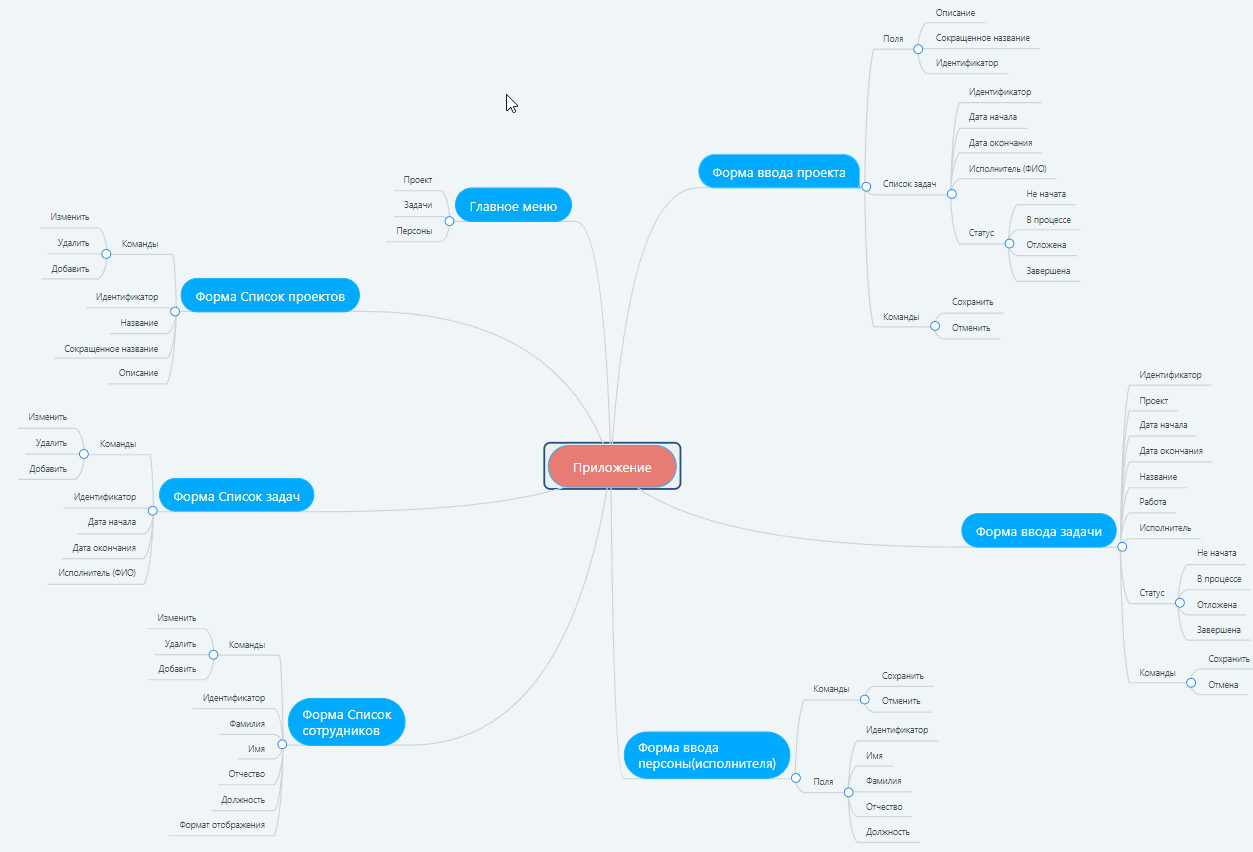 Приложение
Главное меню
Проект
Задачи
Персоны
Форма Список проектов
Команды
Изменить
Удалить
Добавить
Идентификатор
Название
Сокращенное название
Описание
Форма Список задач
Команды
Изменить
Удалить
Добавить
Идентификатор
Дата начала
Дата окончания
Исполнитель (ФИО)
Форма Список
сотрудников
Команды
Изменить
Удалить
Добавить
Идентификатор
Фамилия
Имя
Отчество
Должность
Формат отображения
Форма ввода проекта
Поля
Описание
Сокращенное название
Идентификатор
Список задач
Идентификатор
Дата начала
Дата окончания
Исполнитель (ФИО)
Статус
Не начата
В процессе
Отложена
Завершена
Команды
Сохранить
Отменить
Форма ввода задачи
Идентификатор
Проект
Дата начала
Дата окончания
Название
Работа
Исполнитель
Статус
Не начата
В процессе
Отложена
Завершена
Команды
Сохранить
Отмена
Форма ввода
персоны(исполнителя)
Команды
Сохранить
Отменить
Поля
Идентификатор
Имя
Фамилия
Отчество
Должность